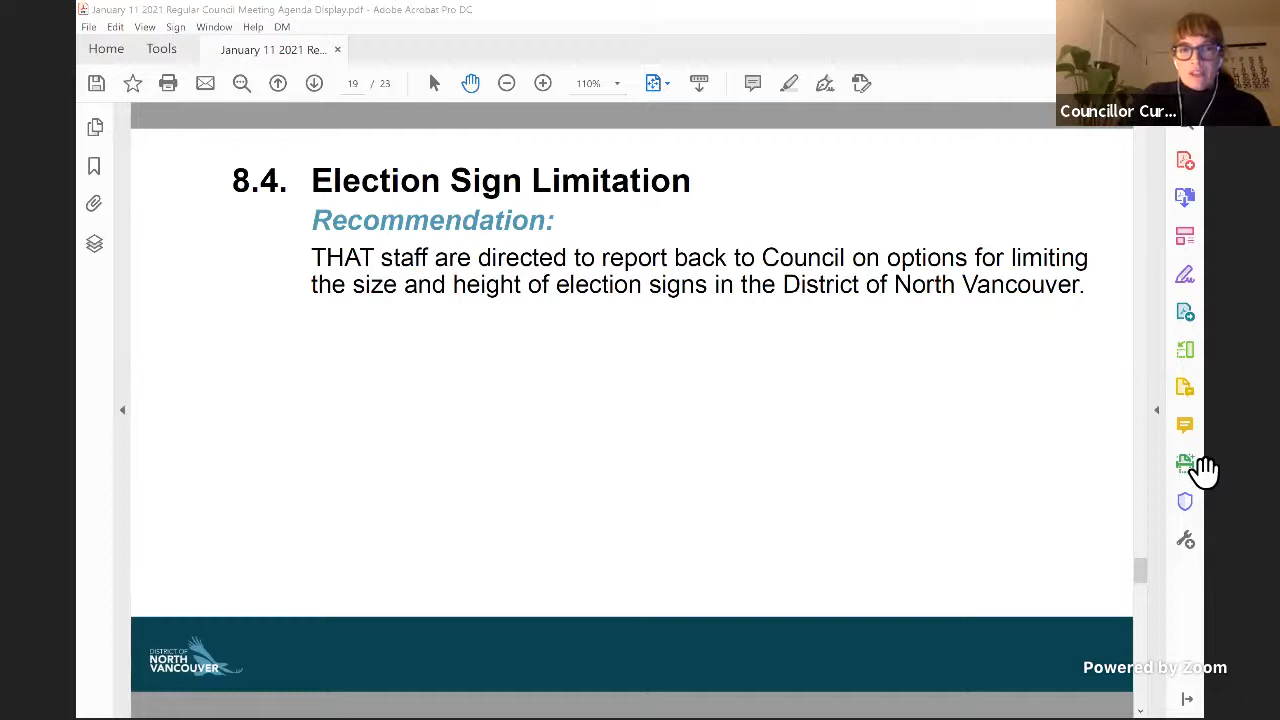 January 11 2021 Regular Council Meeting Agenda Display.pdf - Adobe Acrobat Pro DC
File Edit View Sign Window Help DM
Home Tools January 11 2021 Re... ×
19 / 23 110%
Councillor Cur...
8.4. Election Sign Limitation
Recommendation:
THAT staff are directed to report back to Council on options for limiting
the size and height of election signs in the District of North Vancouver.
DISTRICT OF
NORTH
VANCOUVER
Powered by Zoom